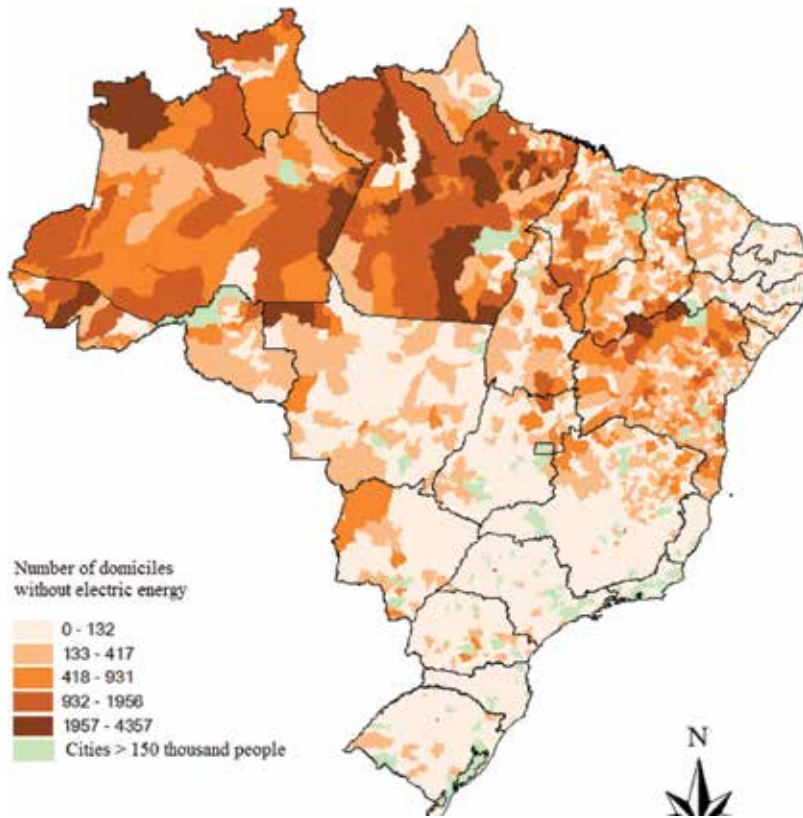 Number of domiciles
without electric energy
0 - 132
133 - 417
418 - 931
932 - 1956
1957 - 4357
Cities > 150 thousand people
N